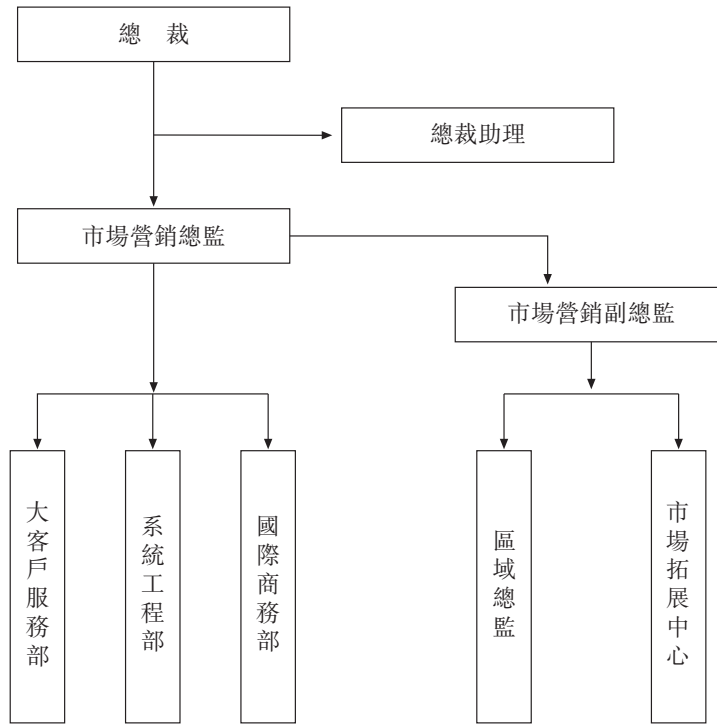 總　裁
總裁助理
市場營銷總監
市場營銷副總監
大客戶服務部
系統工程部
國際商務部
區域總監
市場拓展中心